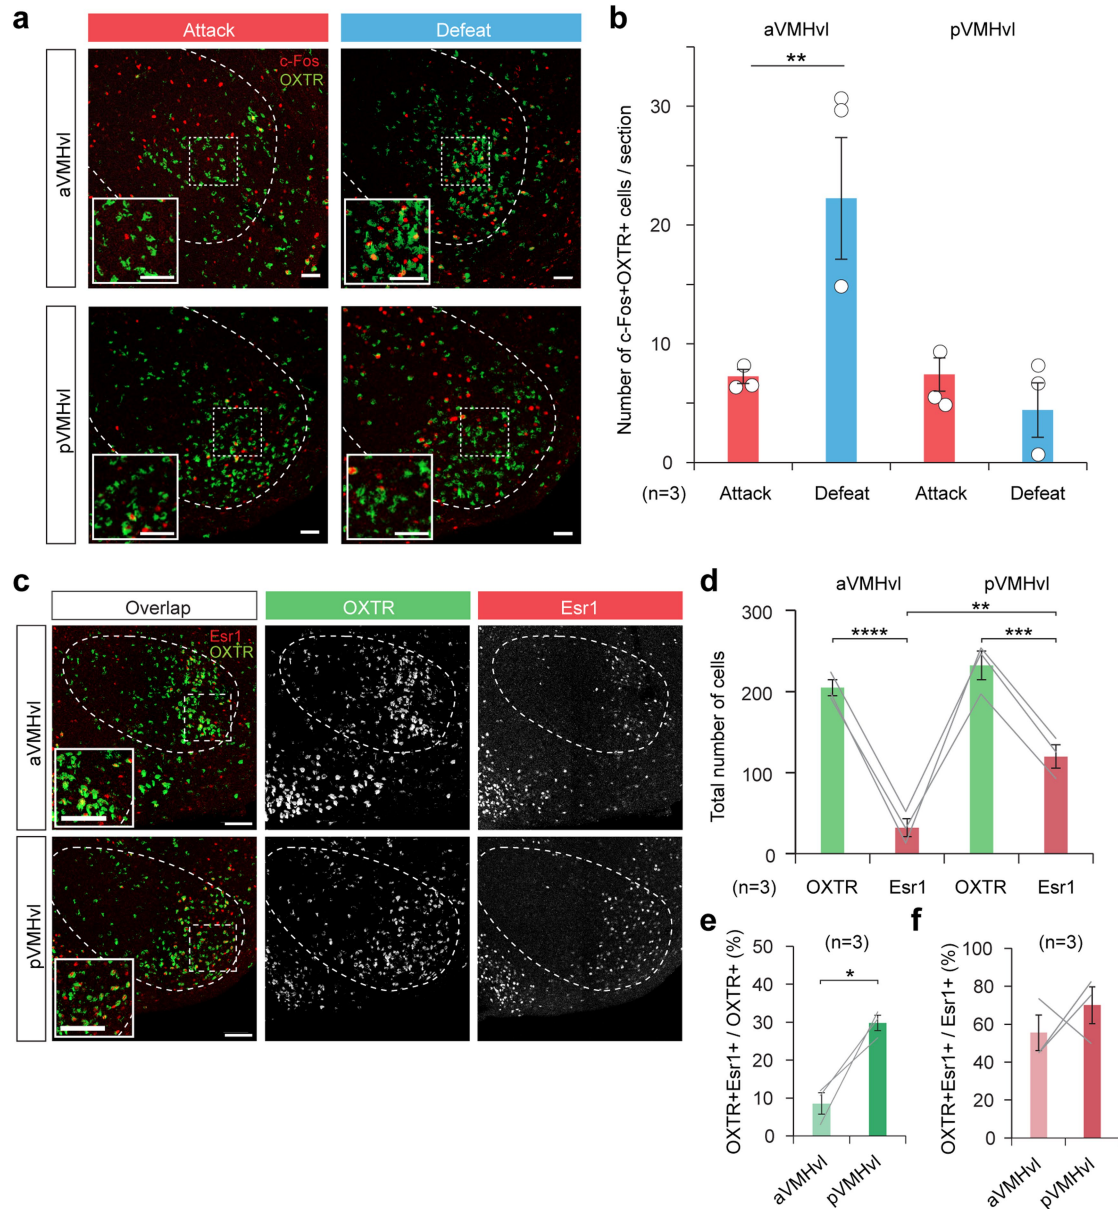 a
Attack
Defeat
c-Fos
OXTR
aVMHvl
pVMHvl
b
aVMHvl
pVMHvl
**
Number of c-Fos+OXTR+ cells / section
30
20
10
0
(n=3)
Attack
Defeat
Attack
Defeat
c
Overlap
OXTR
Esr1
Esr1
OXTR
aVMHvl
pVMHvl
d
aVMHvl
pVMHvl
**
****
***
Total number of cells
300
200
100
0
(n=3)
OXTR
Esr1
OXTR
Esr1
e
(n=3)
*
OXTR+Esr1+ / OXTR+ (%)
50
40
30
20
10
0
aVMHvl
pVMHvl
f
(n=3)
OXTR+Esr1+ / Esr1+ (%)
100
80
60
40
20
0
aVMHvl
pVMHvl